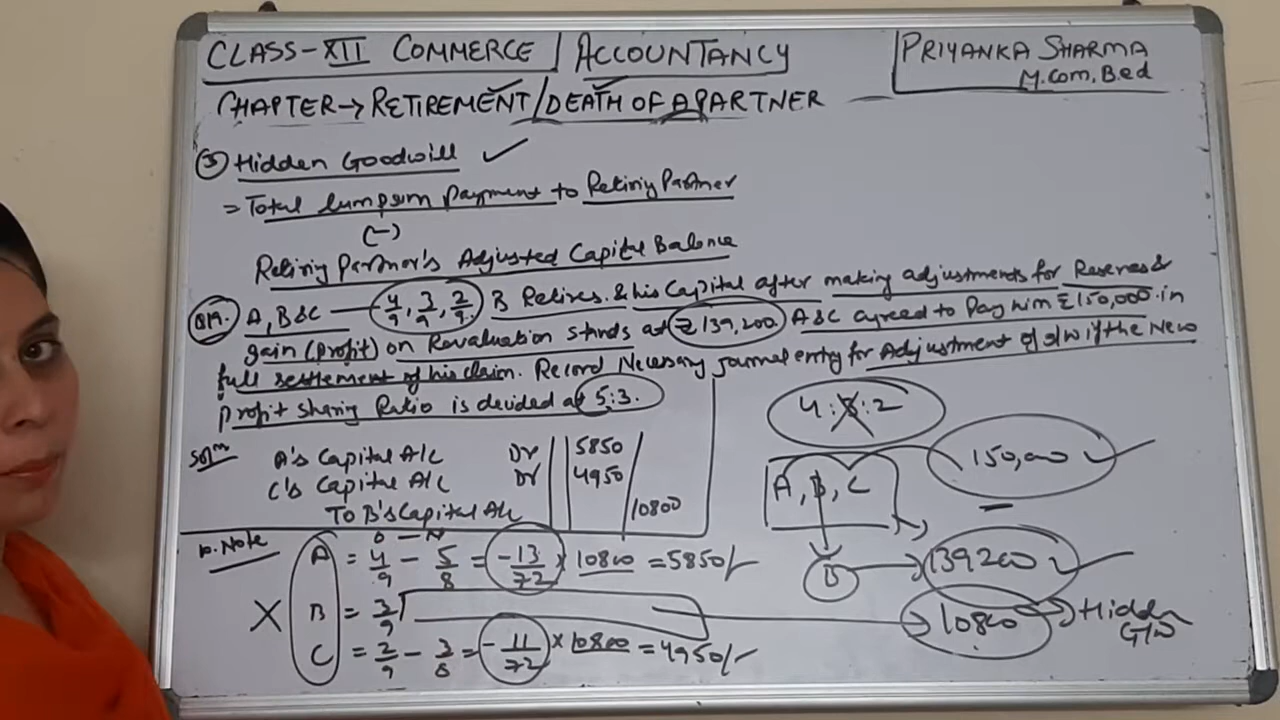 CLASS-XII COMMERCE | ACCOUNTANCY
PRIYANKA SHARMA
M.Com, B.ed
CHAPTER → RETIREMENT/DEATH OF A PARTNER
③ Hidden Goodwill ✓
= Total lumpsum payment to Retiring Partner
(-)
Retiring Partner's Adjusted Capital Balance
Q19. A, B & C — 4/9, 3/9, 2/9. B Retires. & his Capital after making adjustments for Reserves &
gain (Profit) on Revaluation stands at ₹139,200. A&C agreed to Pay him ₹150,000. in
full settlement of his claim. Record Necessary journal entry for Adjustment of G/W if the New
Profit sharing Ratio is decided at 5:3.
4:3:2
Soln
A's Capital A/c Dr 5850
C's Capital A/c Dr 4950
To B's Capital A/c 10800
A, B, C
150,000
B → 139200
10800 → Hidden G/W
w.Note
O - N
A = 4/9 - 5/8 = -13/72 × 10800 = 5850/-
B = 3/9
C = 2/9 - 3/8 = -11/72 × 10800 = 4950/-